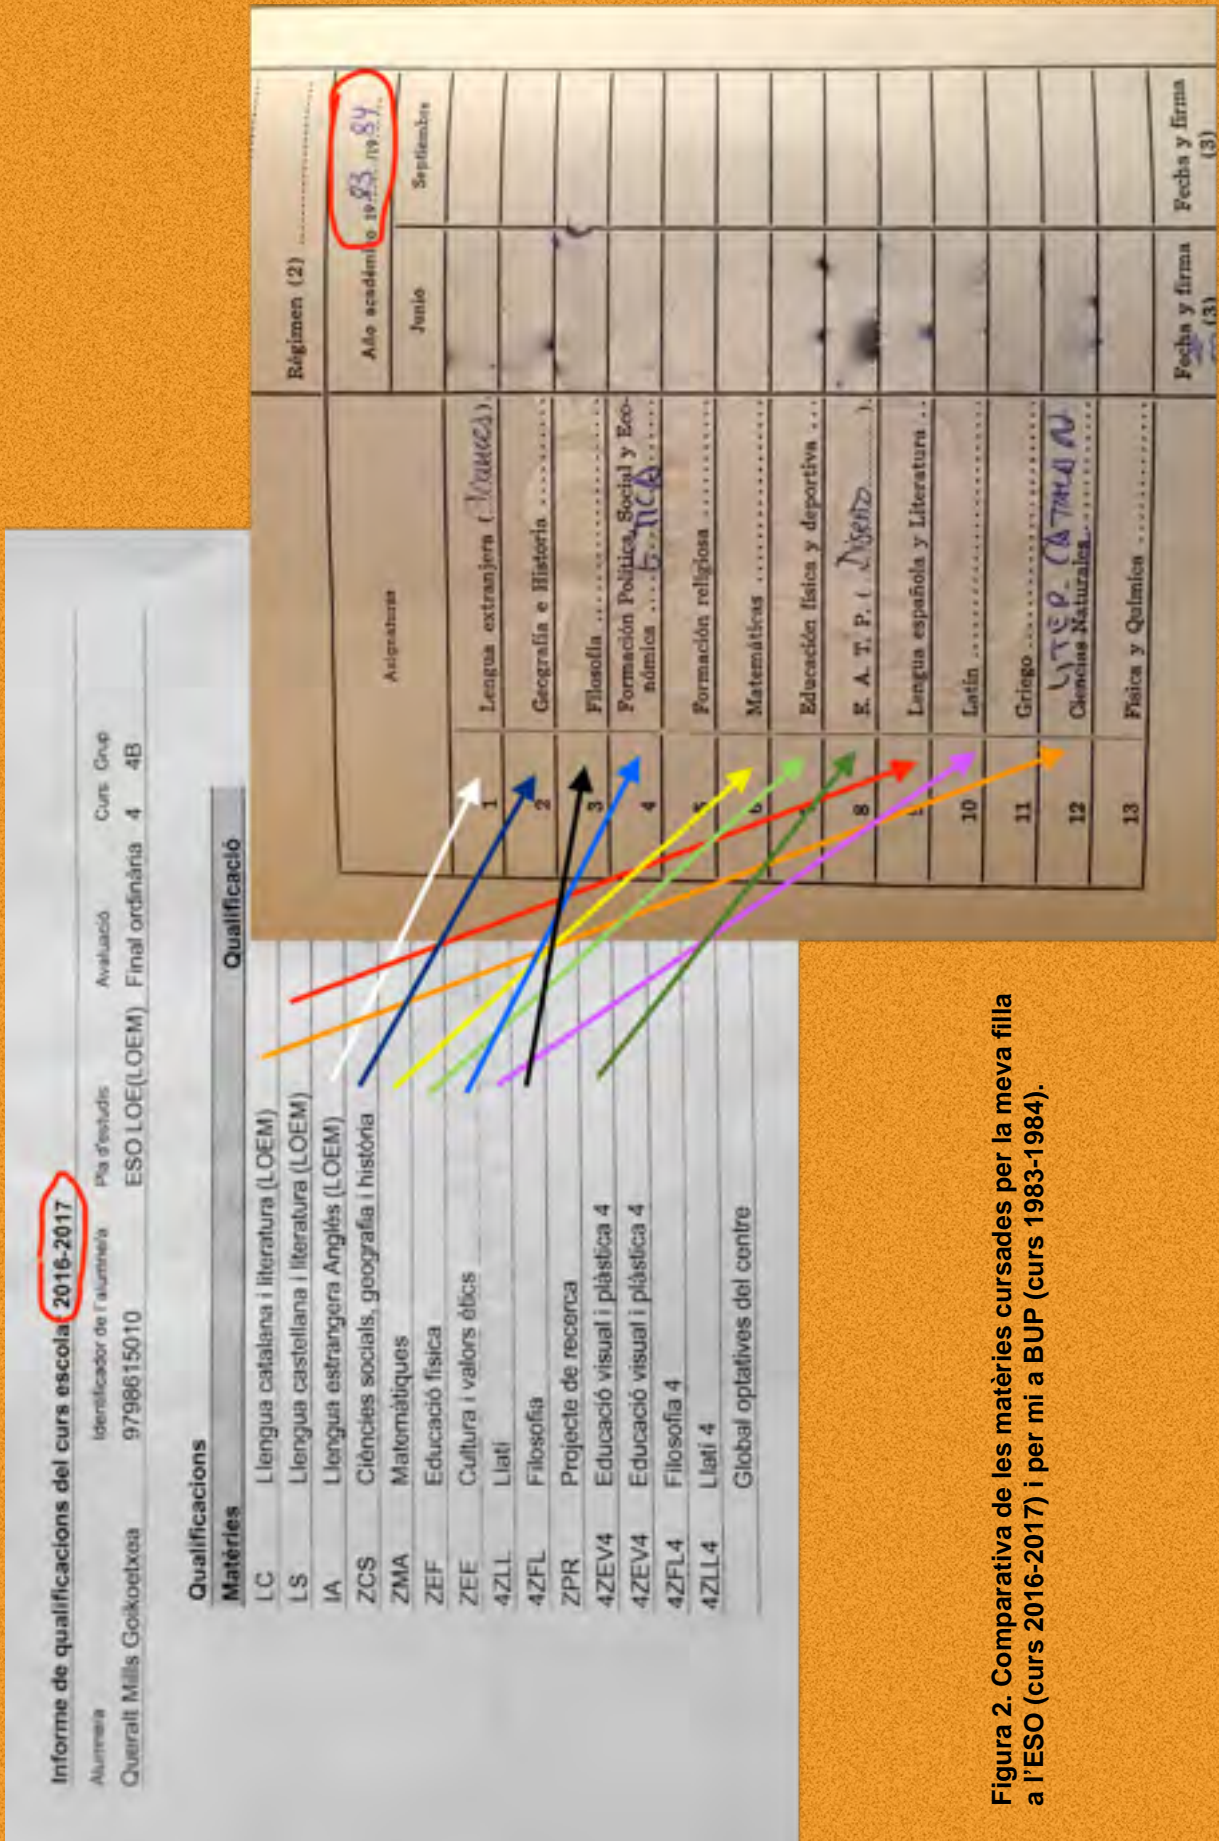 Informe de qualificacions del curs escola 2016-2017
Alumne/a Identificador de l'alumne/a Pla d'estudis Avaluació Curs Grup
Queralt Mills Goikoetxea 9798615010 ESO LOE(LOEM) Final ordinària 4 4B
Qualificacions
Matèries Qualificació
LC Llengua catalana i literatura (LOEM)
LS Llengua castellana i literatura (LOEM)
IA Llengua estrangera Anglès (LOEM)
ZCS Ciències socials, geografia i història
ZMA Matemàtiques
ZEF Educació física
ZEE Cultura i valors ètics
4ZLL Llatí
4ZFL Filosofia
ZPR Projecte de recerca
4ZEV4 Educació visual i plàstica 4
4ZEV4 Educació visual i plàstica 4
4ZFL4 Filosofia 4
4ZLL4 Llatí 4
Global optatives del centre
Régimen (2)
Año académico 1983 /1984
Asignaturas Junio Septiembre
1 Lengua extranjera (Francés)
2 Geografía e Historia
3 Filosofía
4 Formación Política, Social y Eco-
nómica ETICA
5 Formación religiosa
6 Matemáticas
Educación física y deportiva
8 E. A. T. P. (Diseño)
9 Lengua española y Literatura
10 Latín
11 Griego
LITER. CATALANA
12 Ciencias Naturales
13 Física y Química
Fecha y firma Fecha y firma
(3) (3)
Figura 2. Comparativa de les matèries cursades per la meva filla
a l'ESO (curs 2016-2017) i per mi a BUP (curs 1983-1984).